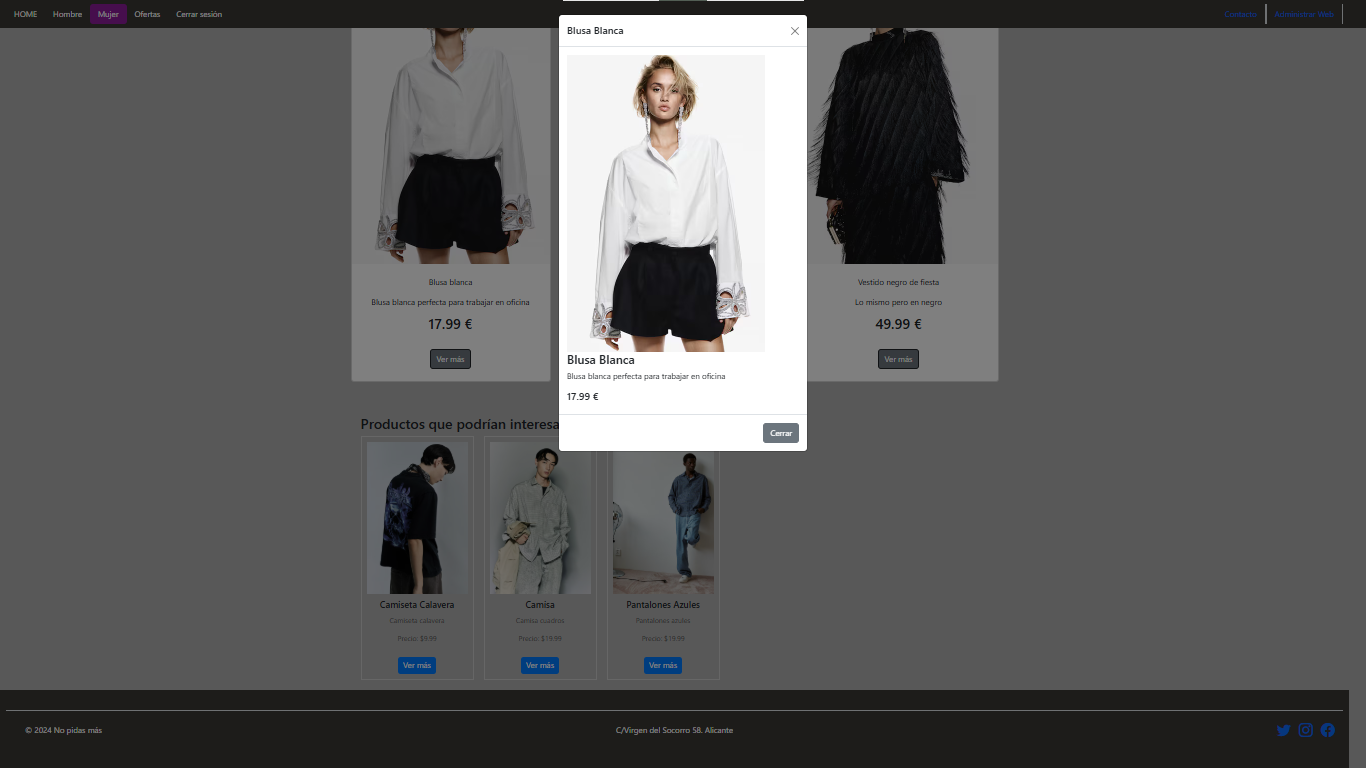 HOME Hombre Mujer Ofertas Cerrar sesión Contacto Administrar Web
Blusa Blanca
Blusa Blanca
Blusa blanca perfecta para trabajar en oficina
17.99 €
Cerrar
Blusa blanca
Blusa blanca perfecta para trabajar en oficina
17.99 €
Ver más
Vestido negro de fiesta
Lo mismo pero en negro
49.99 €
Ver más
Productos que podrían interesa
Camiseta Calavera
Camiseta calavera
Precio: $9.99
Ver más
Camisa
Camisa cuadros
Precio: $19.99
Ver más
Pantalones Azules
Pantalones azules
Precio: $19.99
Ver más
© 2024 No pidas más
C/Virgen del Socorro 58. Alicante